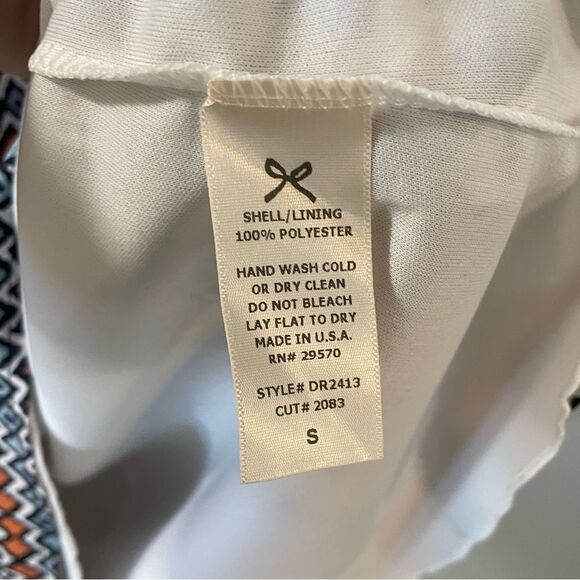 SHELL/LINING
100% POLYESTER
HAND WASH COLD
OR DRY CLEAN
DO NOT BLEACH
LAY FLAT TO DRY
MADE IN U.S.A.
RN# 29570
STYLE# DR2413
CUT# 2083
S